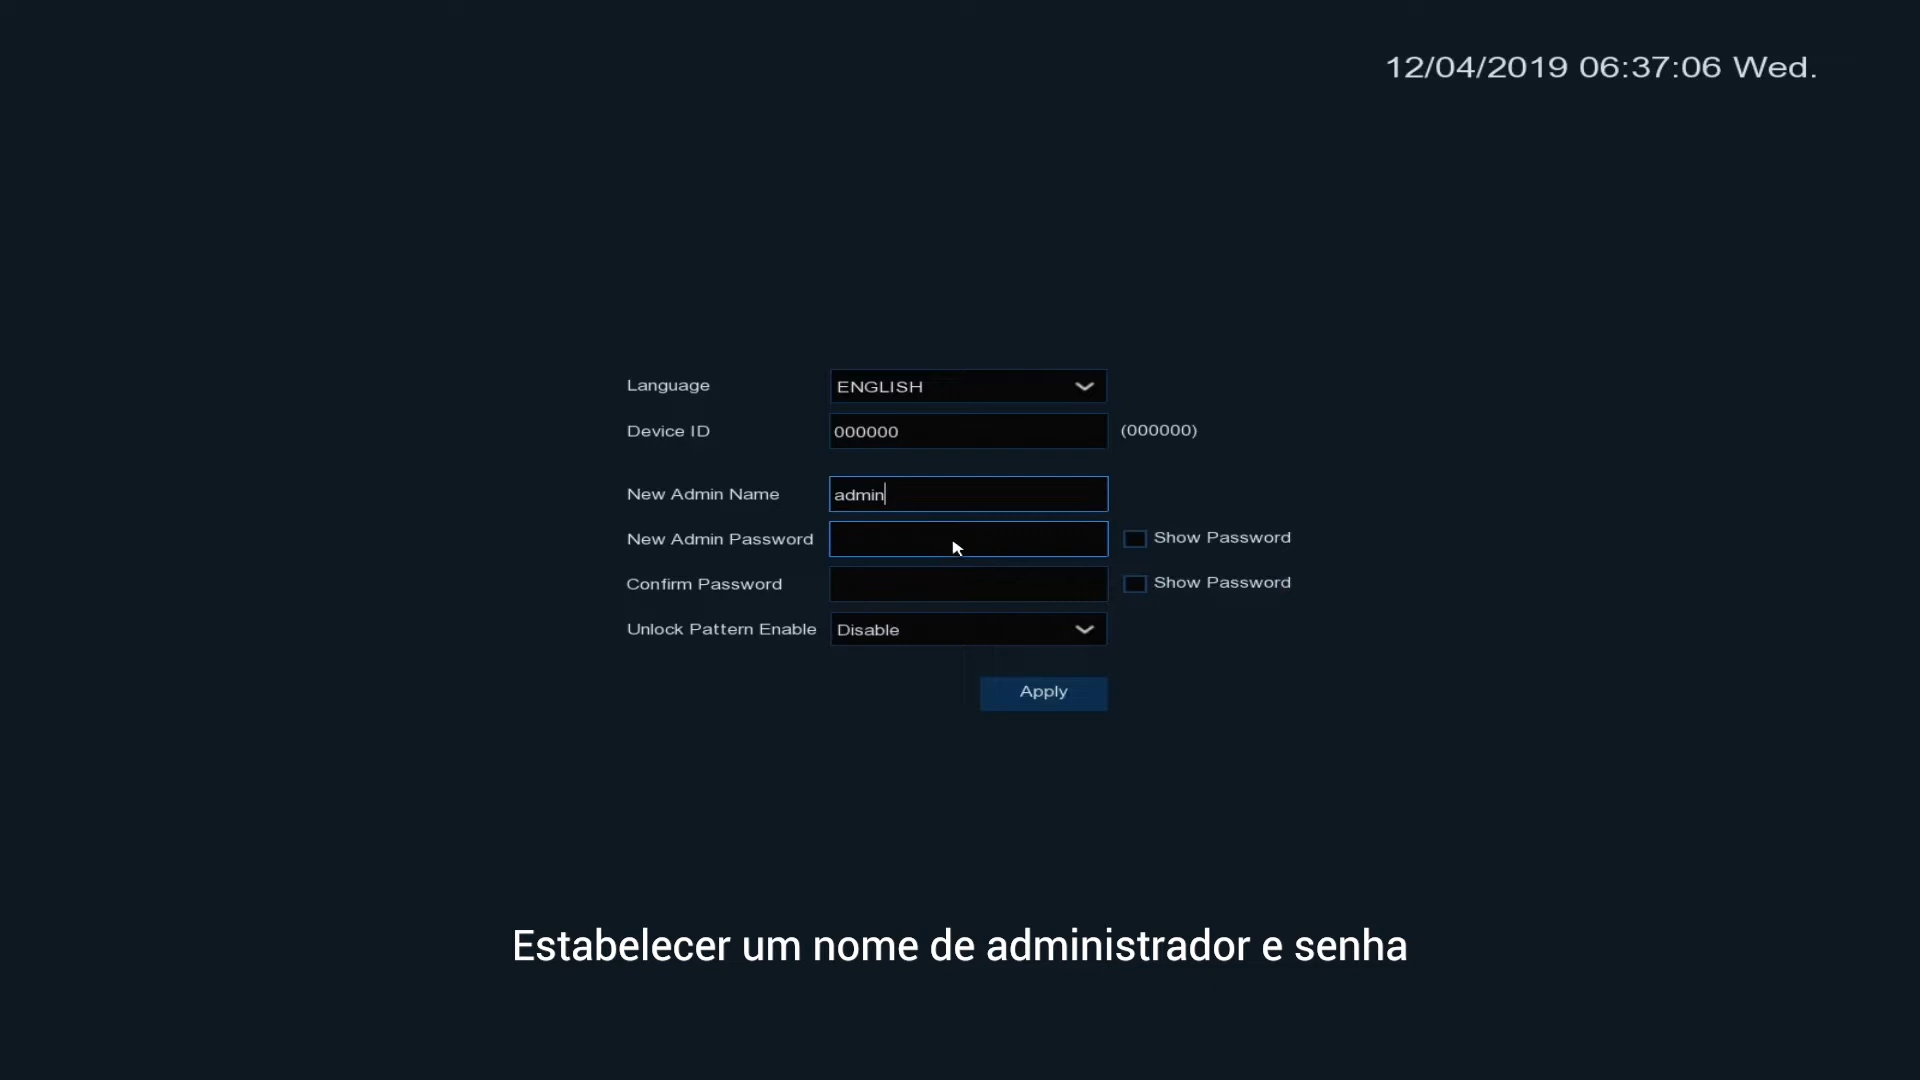 12/04/2019 06:37:06 Wed.
Language ENGLISH
Device ID 000000 (000000)
New Admin Name admin
New Admin Password Show Password
Confirm Password Show Password
Unlock Pattern Enable Disable
Apply
Estabelecer um nome de administrador e senha